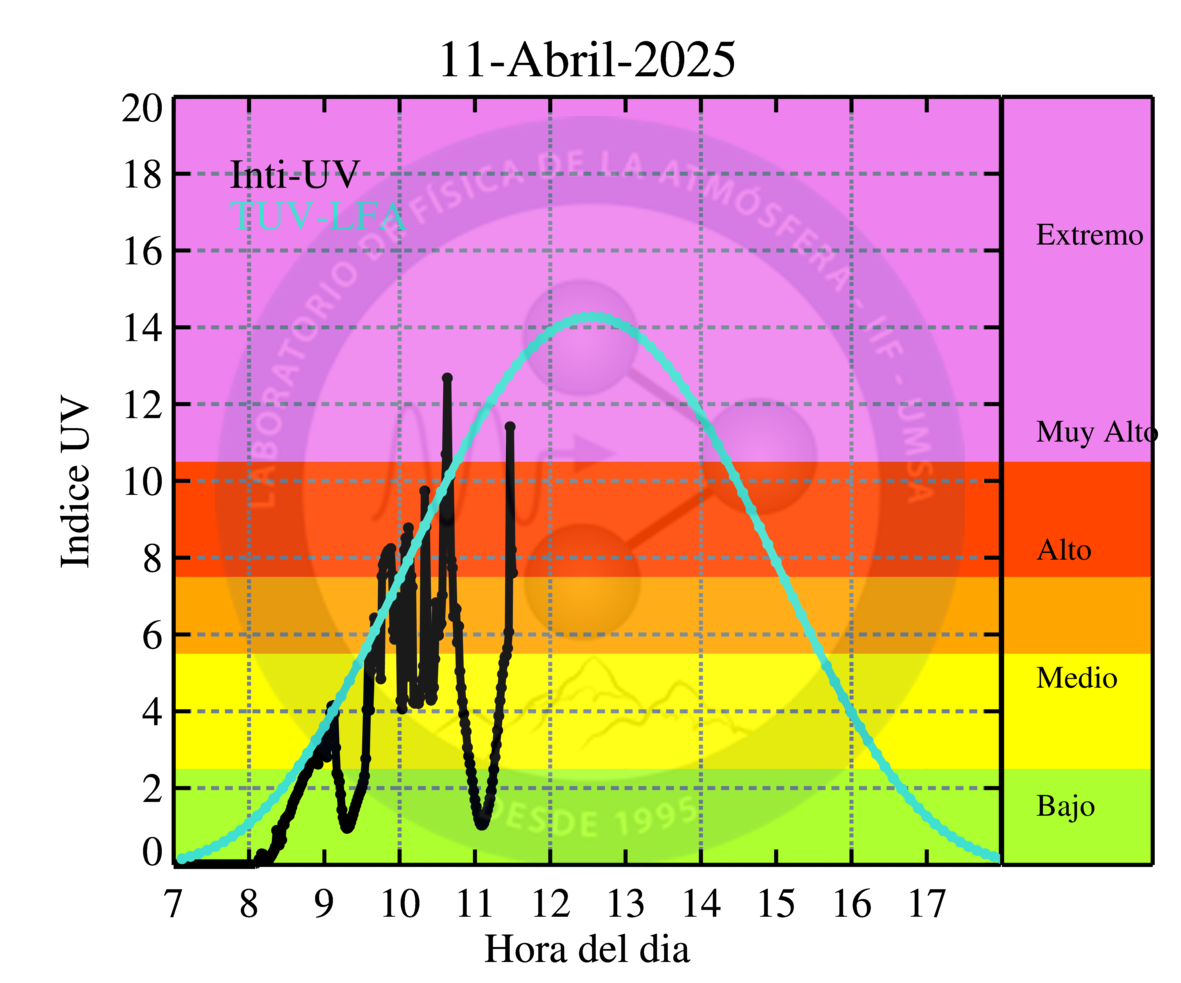 11-Abril-2025
20
18
16
14
12
10
8
6
4
2
0
Indice UV
Inti-UV
TUV-LFA
LABORATORIO DE FÍSICA DE LA ATMÓSFERA - IIF - UMSA
DESDE 1995
Extremo
Muy Alto
Alto
Medio
Bajo
7 8 9 10 11 12 13 14 15 16 17
Hora del dia